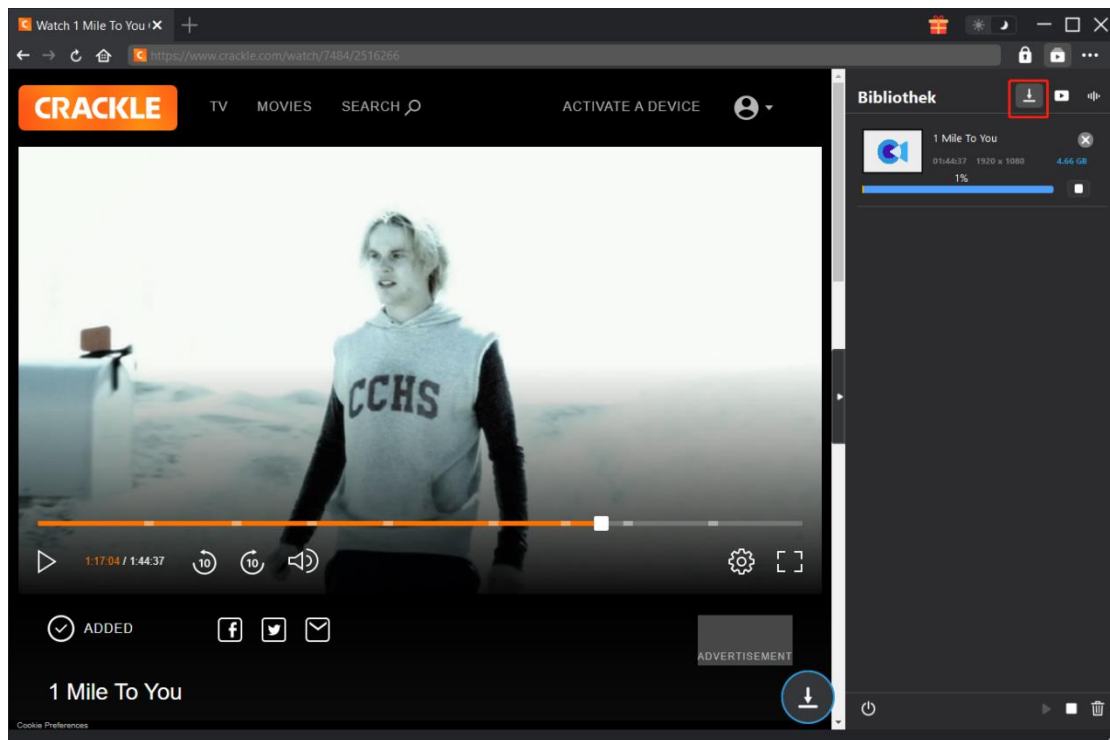 Watch 1 Mile To You
https://www.crackle.com/watch/7484/2516266
CRACKLE
TV
MOVIES
SEARCH
ACTIVATE A DEVICE
Bibliothek
1 Mile To You
01:44:37 1920 x 1080 4.66 GB
1%
CCHS
1:17:04 / 1:44:37
10
10
ADDED
ADVERTISEMENT
1 Mile To You
Cookie Preferences